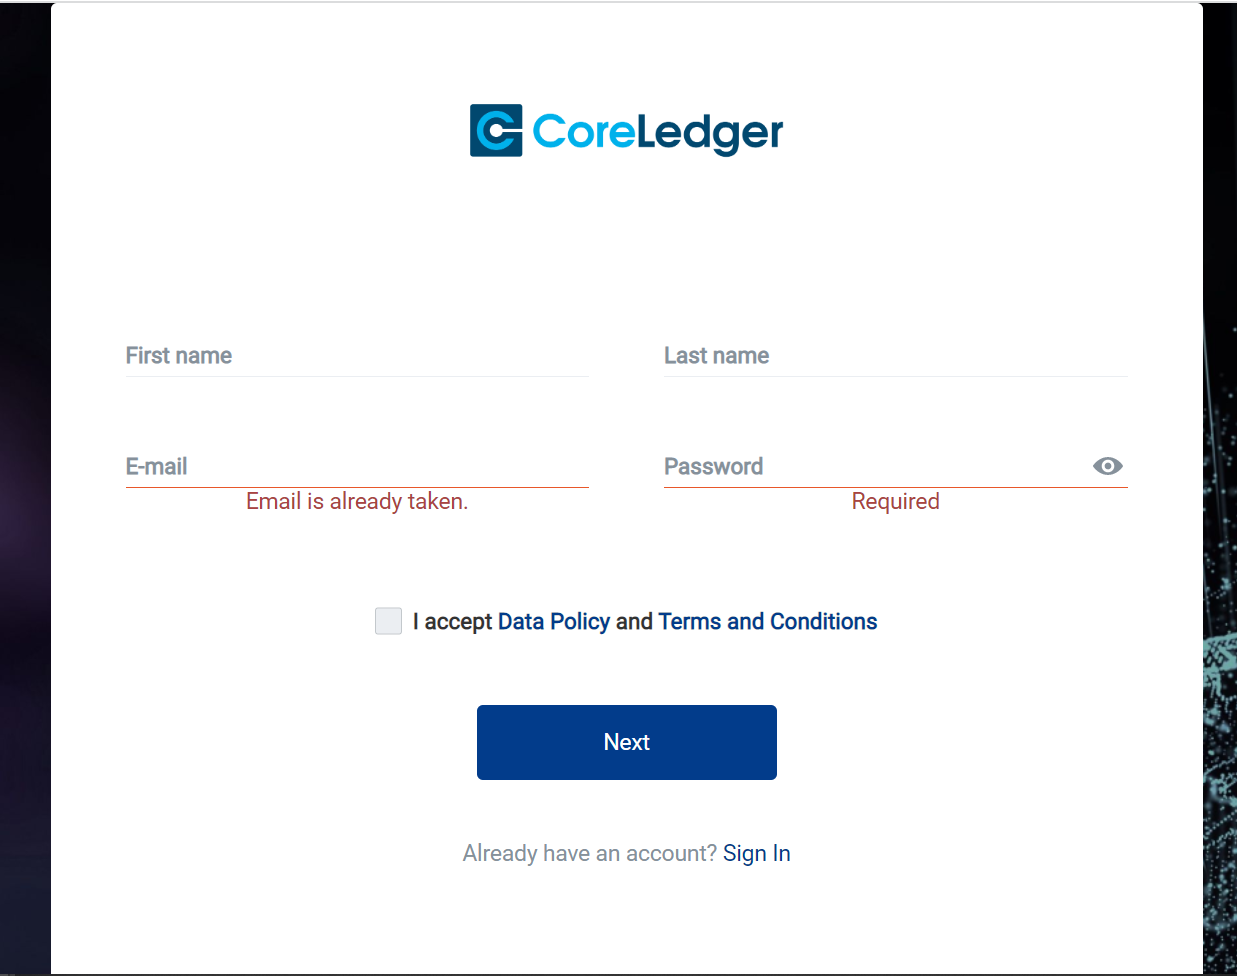 CoreLedger
First name
Last name
E-mail
Password
Email is already taken.
Required
I accept Data Policy and Terms and Conditions
Next
Already have an account? Sign In